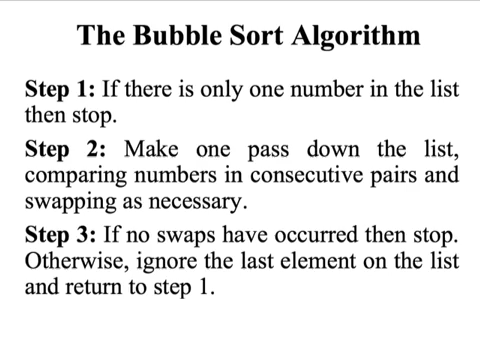 The Bubble Sort Algorithm
Step 1: If there is only one number in the list
then stop.
Step 2: Make one pass down the list,
comparing numbers in consecutive pairs and
swapping as necessary.
Step 3: If no swaps have occurred then stop.
Otherwise, ignore the last element on the list
and return to step 1.